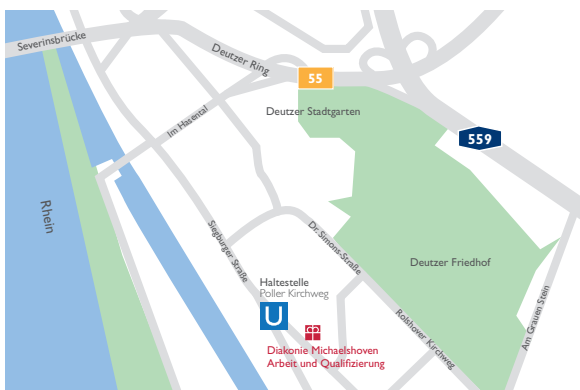 Severinsbrücke
Deutzer Ring
55
Deutzer Stadtgarten
Im Hasental
559
Rhein
Siegburger Straße
Dr.-Simons-Straße
Deutzer Friedhof
Haltestelle
Poller Kirchweg
U
Rolshover Kirchweg
Am Grauen Stein
Diakonie Michaelshoven
Arbeit und Qualifizierung